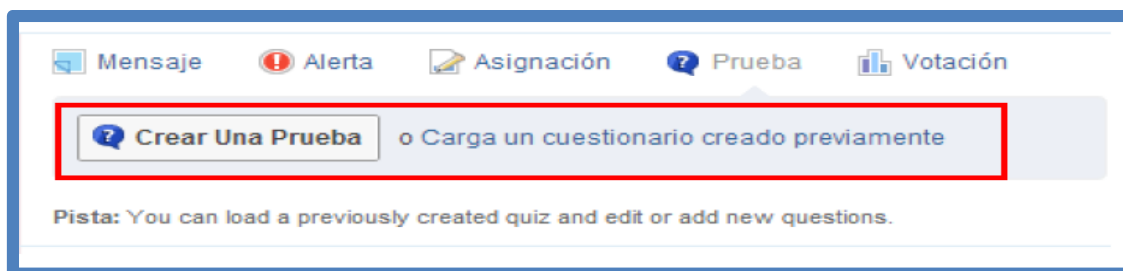 Mensaje Alerta Asignación Prueba Votación
Crear Una Prueba o Carga un cuestionario creado previamente
Pista: You can load a previously created quiz and edit or add new questions.